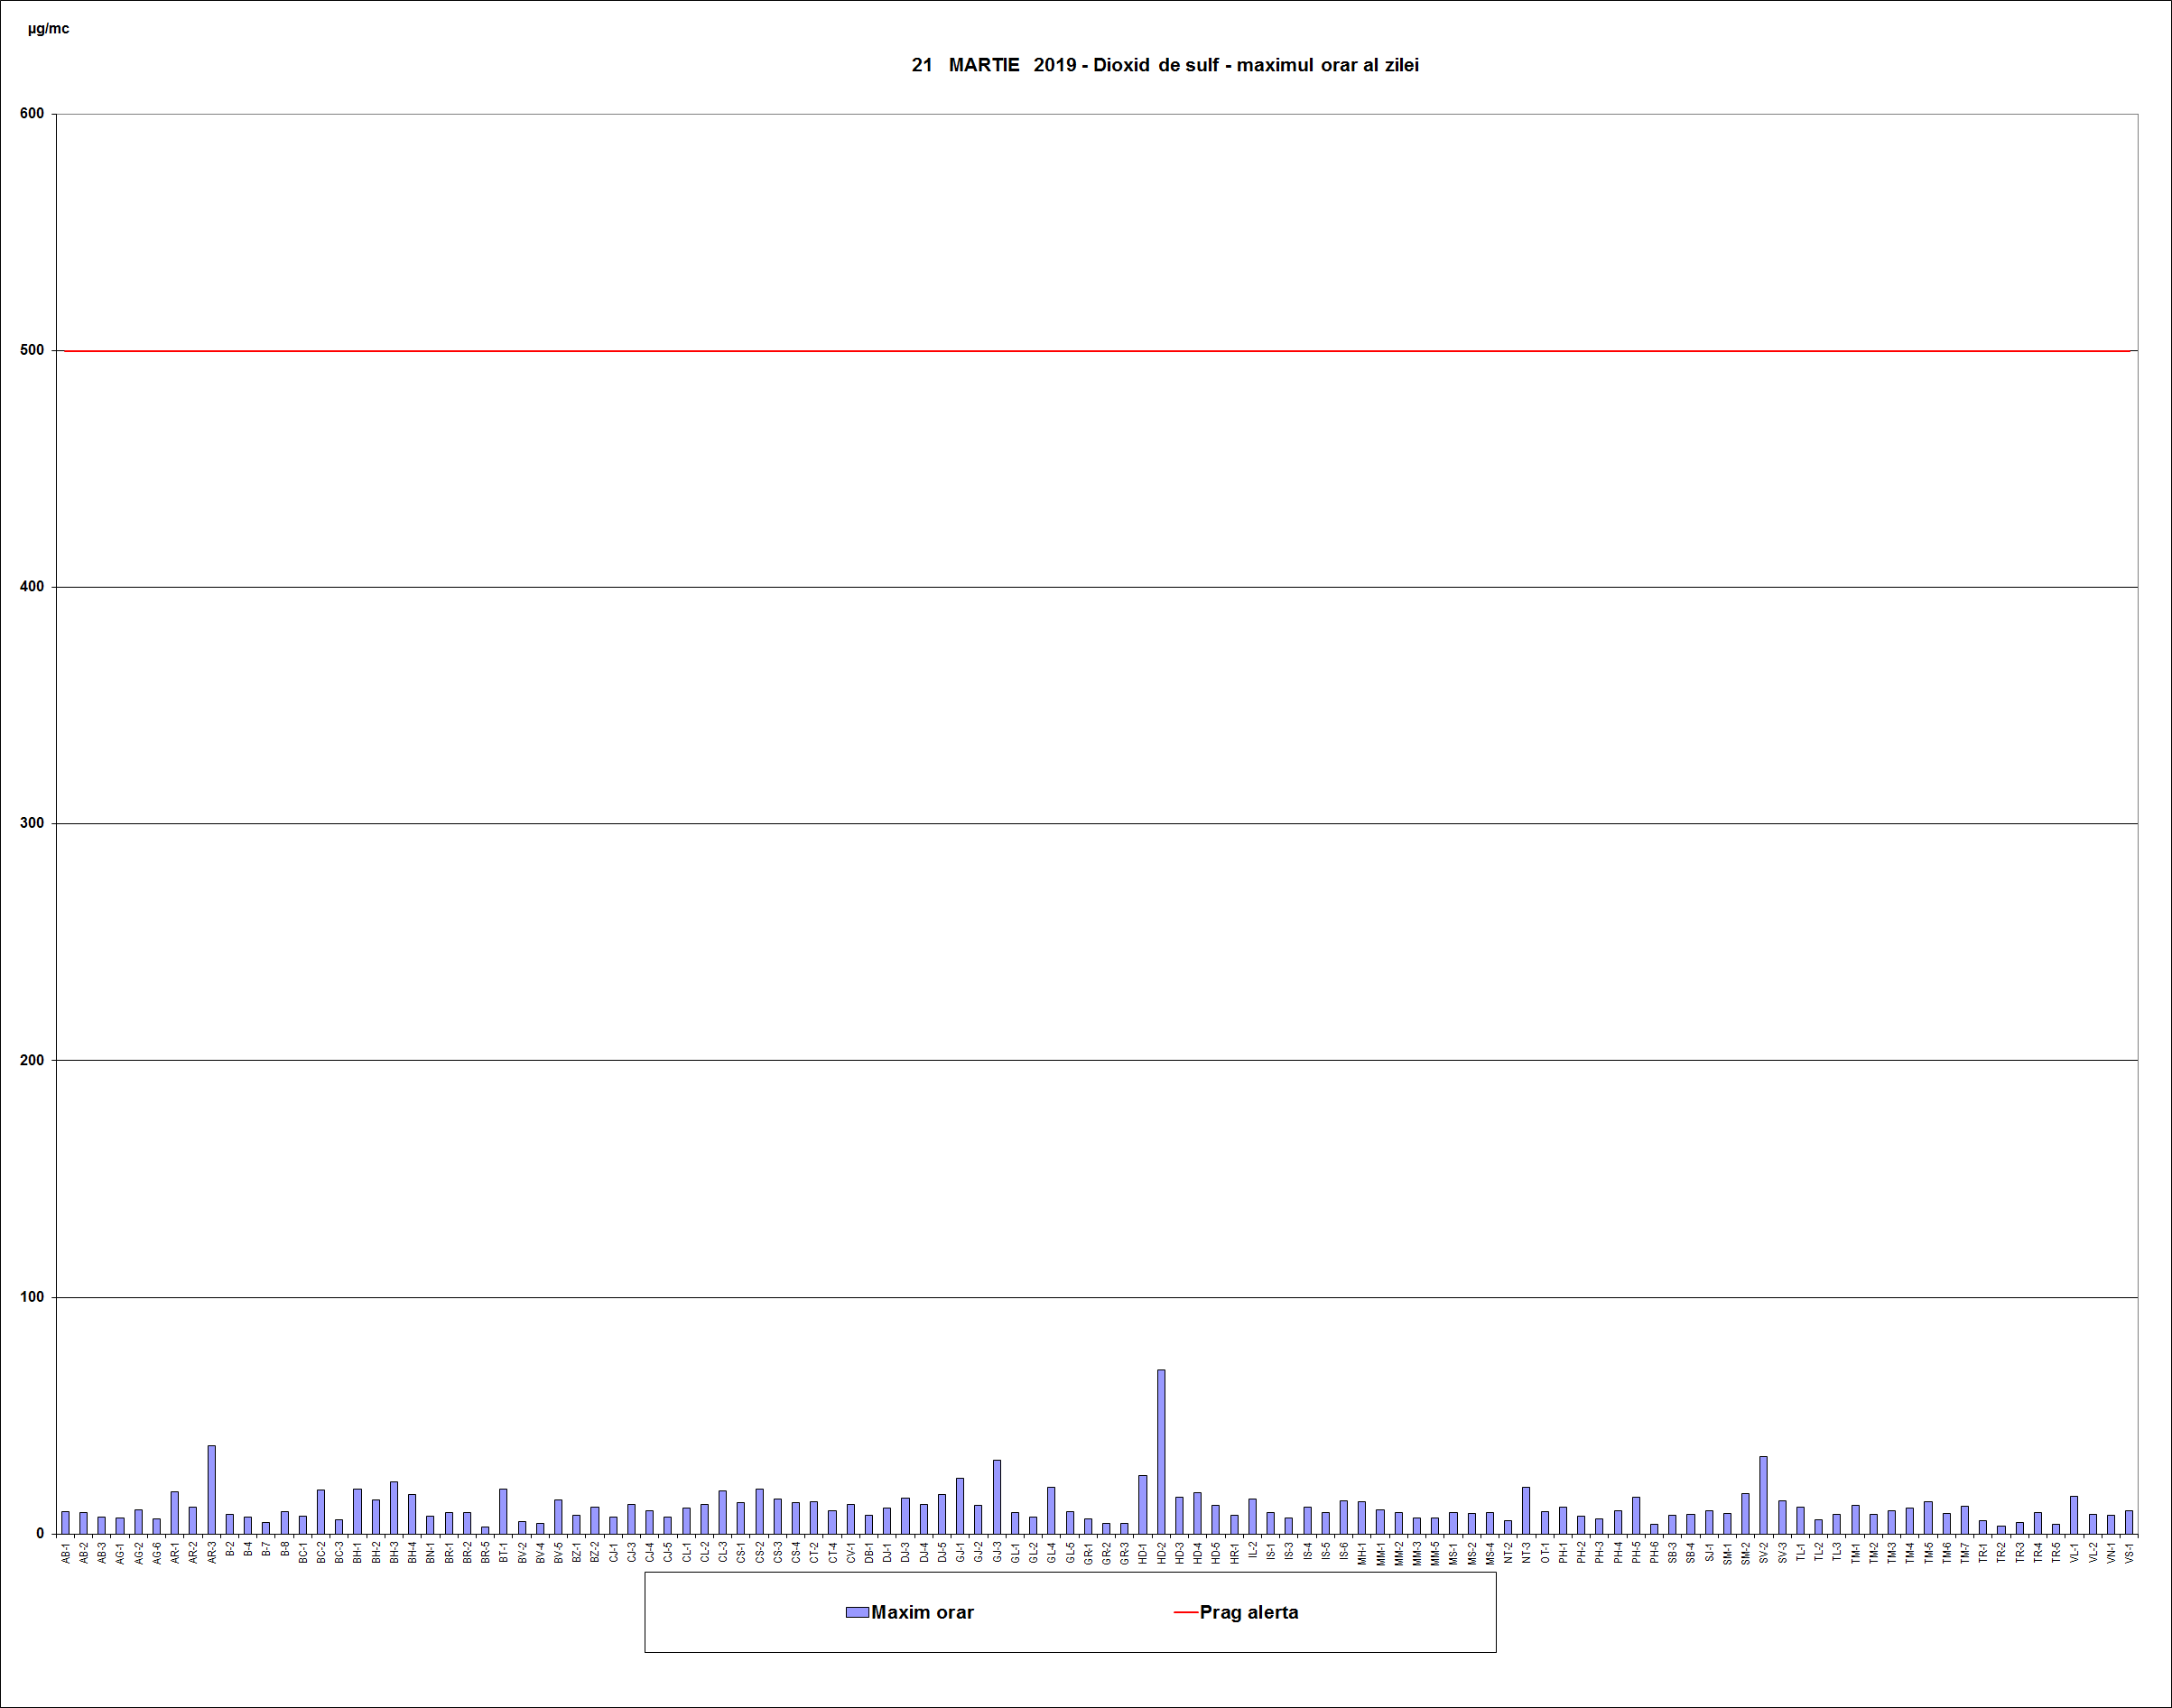 µg/mc
21 MARTIE 2019 - Dioxid de sulf - maximul orar al zilei
600
500
400
300
200
100
0
AB-1 AB-2 AB-3 AG-1 AG-2 AG-6 AR-1 AR-2 AR-3 B-2 B-4 B-7 B-8 BC-1 BC-2 BC-3 BH-1 BH-2 BH-3 BH-4 BN-1 BR-1 BR-2 BR-5 BT-1 BV-2 BV-4 BV-5 BZ-1 BZ-2 CJ-1 CJ-3 CJ-4 CJ-5 CL-1 CL-2 CL-3 CS-1 CS-2 CS-3 CS-4 CT-2 CT-4 CV-1 DB-1 DJ-1 DJ-3 DJ-4 DJ-5 GJ-1 GJ-2 GJ-3 GL-1 GL-2 GL-4 GL-5 GR-1 GR-2 GR-3 HD-1 HD-2 HD-3 HD-4 HD-5 HR-1 IL-2 IS-1 IS-3 IS-4 IS-5 IS-6 MH-1 MM-1 MM-2 MM-3 MM-5 MS-1 MS-2 MS-4 NT-2 NT-3 OT-1 PH-1 PH-2 PH-3 PH-4 PH-5 PH-6 SB-3 SB-4 SJ-1 SM-1 SM-2 SV-2 SV-3 TL-1 TL-2 TL-3 TM-1 TM-2 TM-3 TM-4 TM-5 TM-6 TM-7 TR-1 TR-2 TR-3 TR-4 TR-5 VL-1 VL-2 VN-1 VS-1
Maxim orar Prag alerta